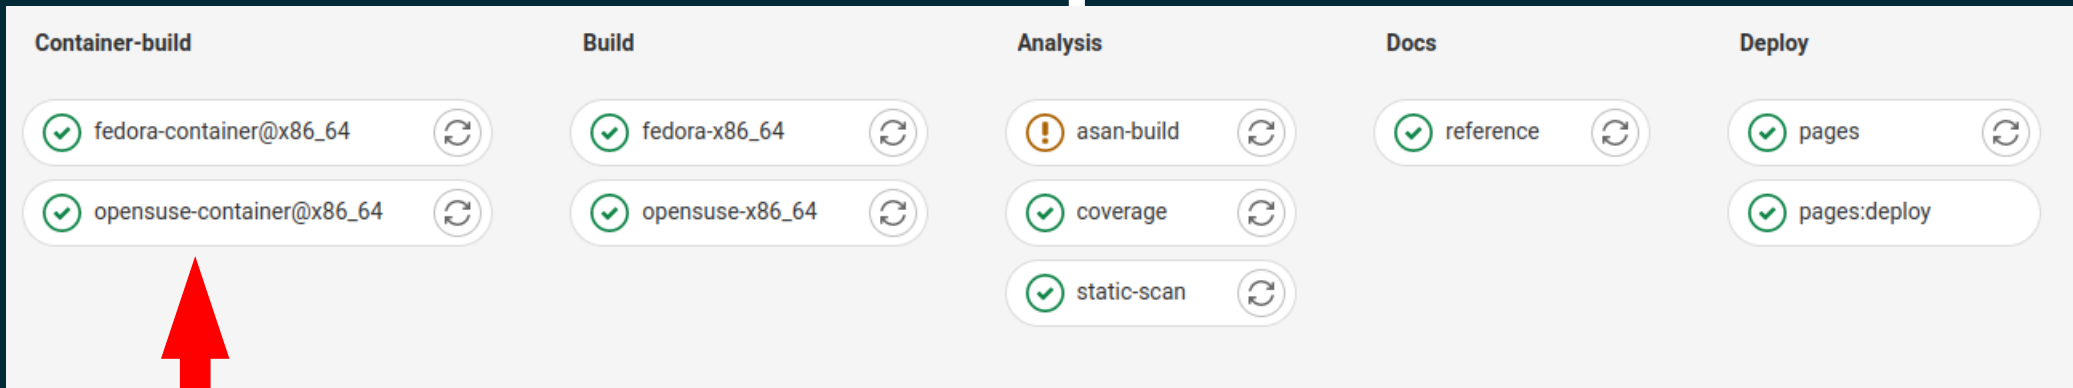 Container-build
fedora-container@x86_64
opensuse-container@x86_64
Build
fedora-x86_64
opensuse-x86_64
Analysis
asan-build
coverage
static-scan
Docs
reference
Deploy
pages
pages:deploy